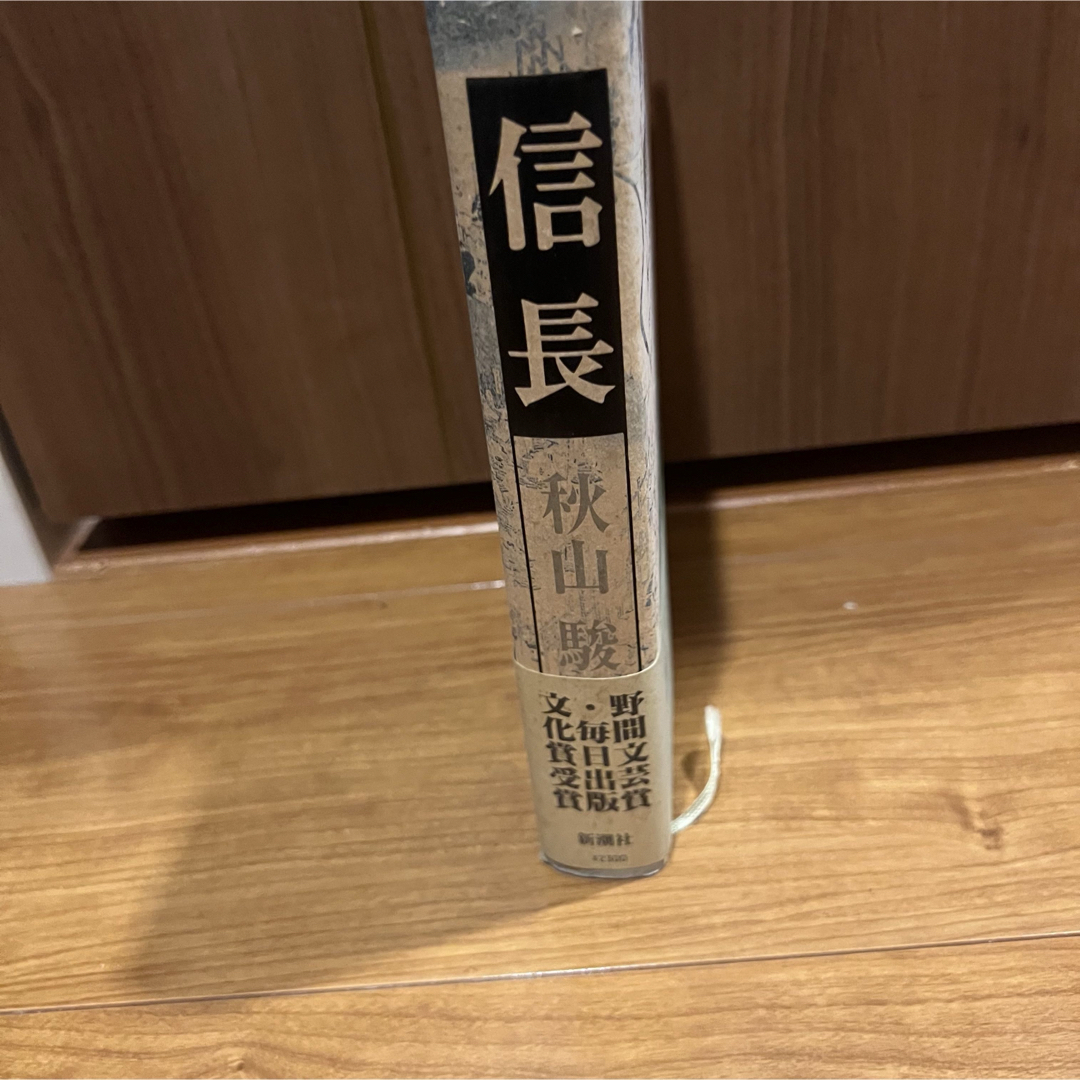 信長
秋山駿
野間文芸賞
・毎日出版
文化賞受賞
新潮社